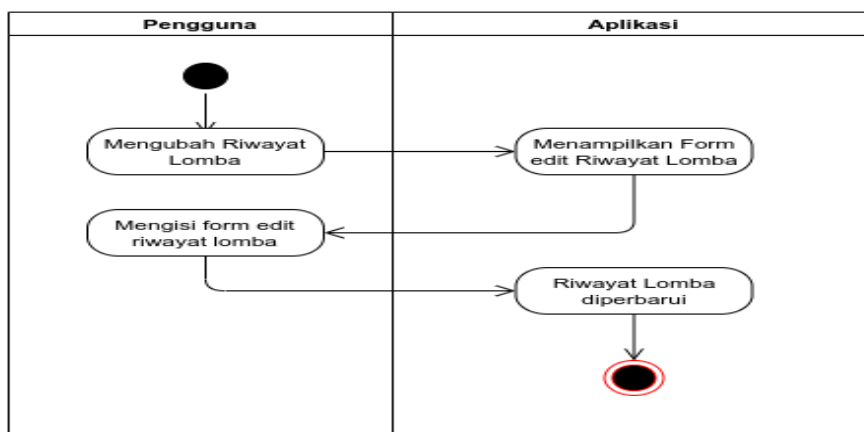 Pengguna
Aplikasi
Mengubah Riwayat
Lomba
Menampilkan Form
edit Riwayat Lomba
Mengisi form edit
riwayat lomba
Riwayat Lomba
diperbarui